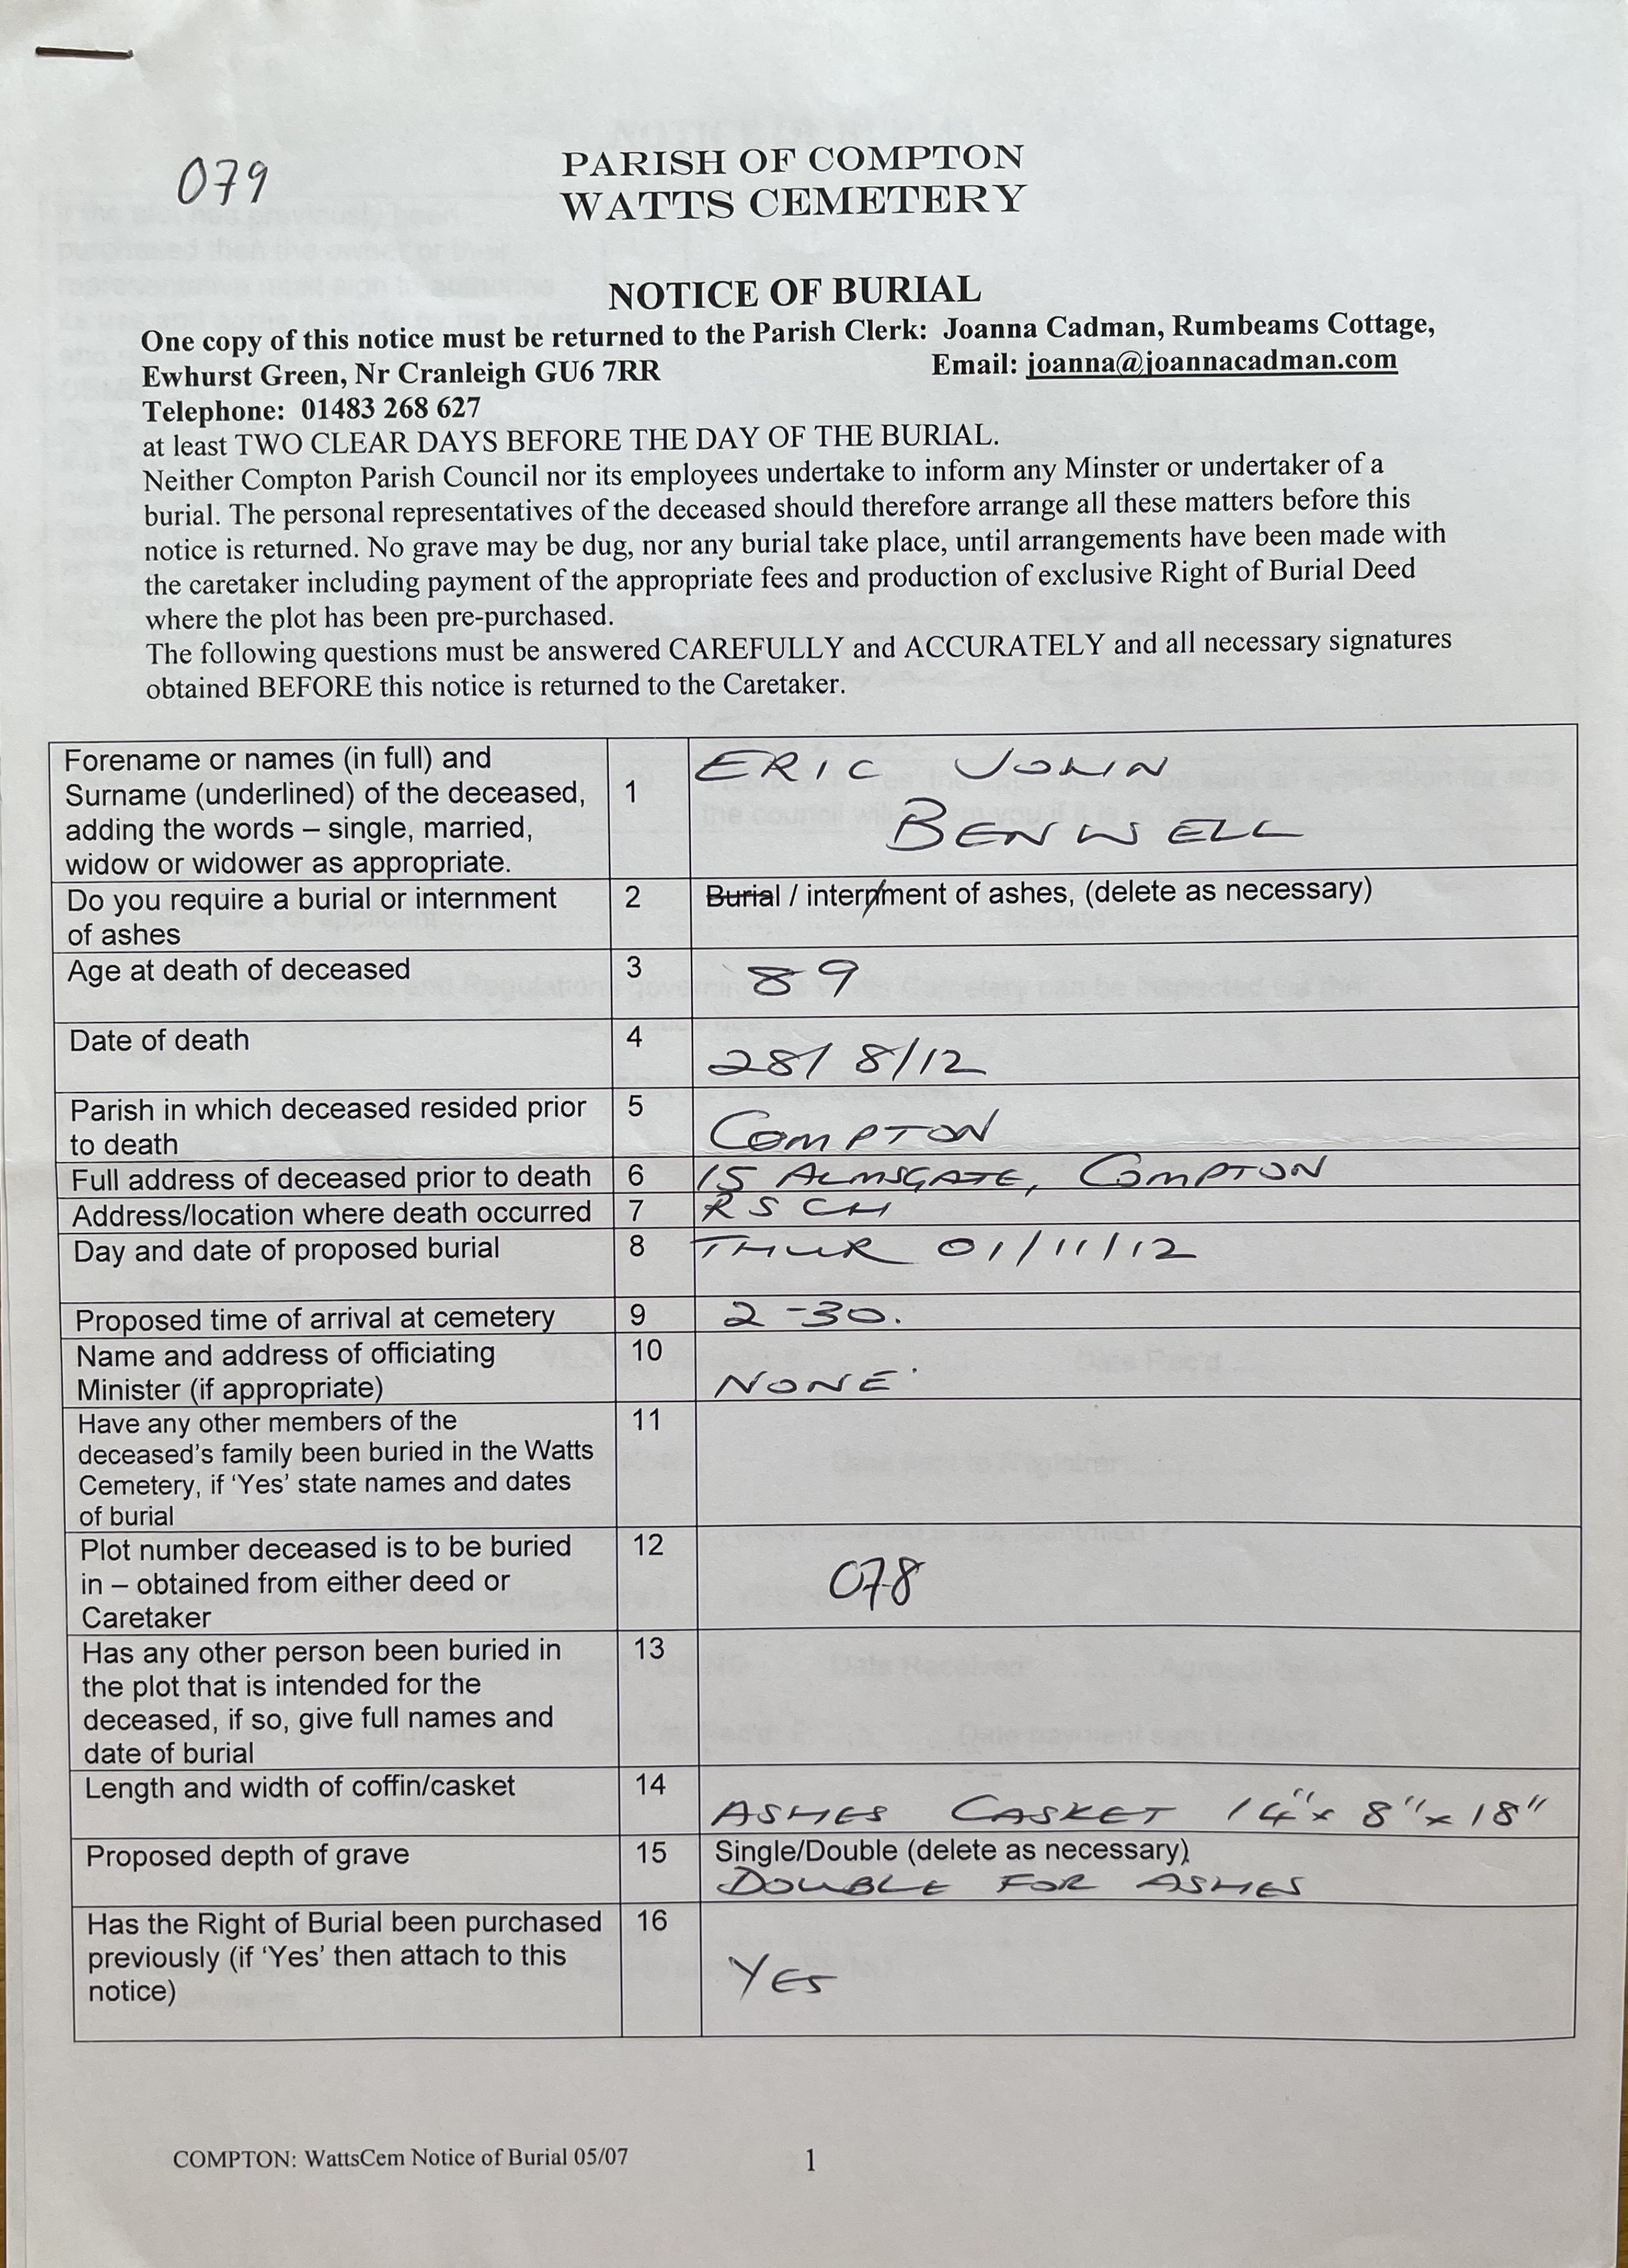 079
PARISH OF COMPTON
WATTS CEMETERY
NOTICE OF BURIAL
One copy of this notice must be returned to the Parish Clerk: Joanna Cadman, Rumbeams Cottage,
Ewhurst Green, Nr Cranleigh GU6 7RR Email: joanna@joannacadman.com
Telephone: 01483 268 627
at least TWO CLEAR DAYS BEFORE THE DAY OF THE BURIAL.
Neither Compton Parish Council nor its employees undertake to inform any Minster or undertaker of a
burial. The personal representatives of the deceased should therefore arrange all these matters before this
notice is returned. No grave may be dug, nor any burial take place, until arrangements have been made with
the caretaker including payment of the appropriate fees and production of exclusive Right of Burial Deed
where the plot has been pre-purchased.
The following questions must be answered CAREFULLY and ACCURATELY and all necessary signatures
obtained BEFORE this notice is returned to the Caretaker.
Forename or names (in full) and
Surname (underlined) of the deceased,
adding the words – single, married,
widow or widower as appropriate.
1
ERIC JOHN
BENWELL
Do you require a burial or internment
of ashes
2
Burial / internment of ashes, (delete as necessary)
Age at death of deceased
3
89
Date of death
4
28/8/12
Parish in which deceased resided prior
to death
5
COMPTON
Full address of deceased prior to death
6
15 ALMSGATE, COMPTON
Address/location where death occurred
7
RSCH
Day and date of proposed burial
8
THUR 01/11/12
Proposed time of arrival at cemetery
9
2-30.
Name and address of officiating
Minister (if appropriate)
10
NONE
Have any other members of the
deceased's family been buried in the Watts
Cemetery, if 'Yes' state names and dates
of burial
11
Plot number deceased is to be buried
in – obtained from either deed or
Caretaker
12
078
Has any other person been buried in
the plot that is intended for the
deceased, if so, give full names and
date of burial
13
Length and width of coffin/casket
14
ASHES CASKET 14" x 8" x 18"
Proposed depth of grave
15
Single/Double (delete as necessary)
DOUBLE FOR ASHES
Has the Right of Burial been purchased
previously (if 'Yes' then attach to this
notice)
16
YES
COMPTON: WattsCem Notice of Burial 05/07 1